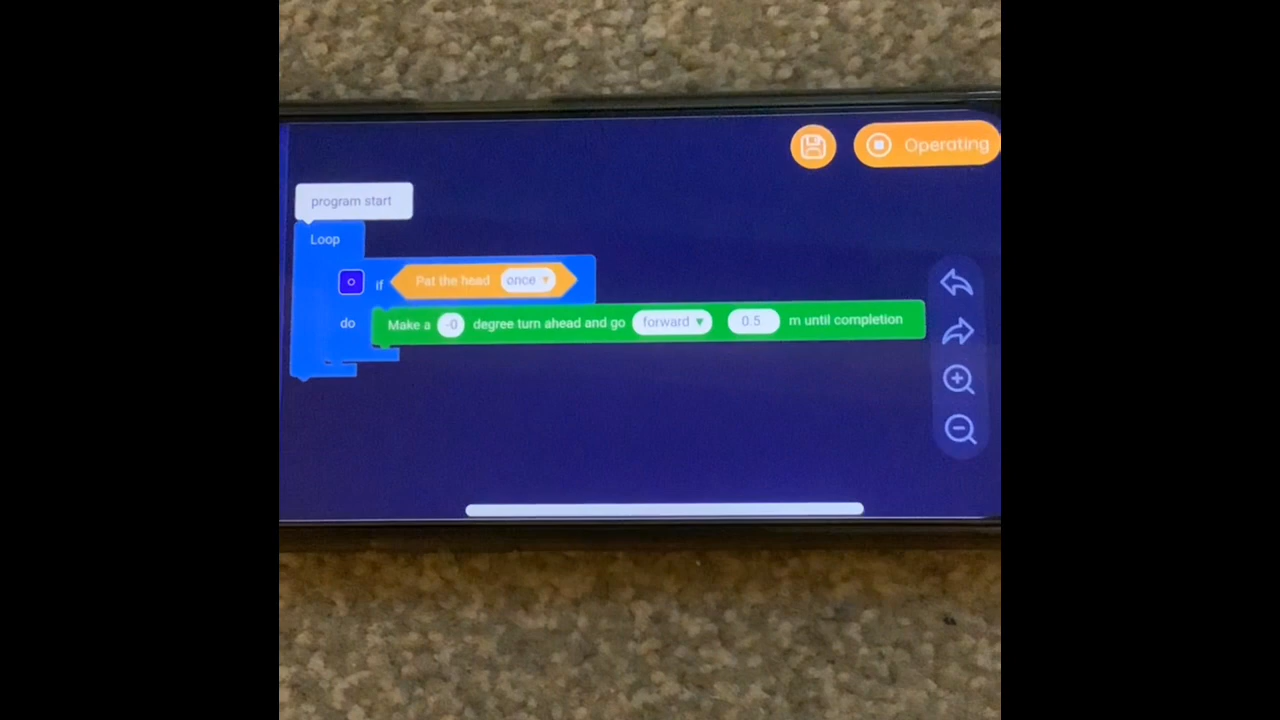 Operating
program start
Loop
if Pat the head once
do Make a -0 degree turn ahead and go forward 0.5 m until completion